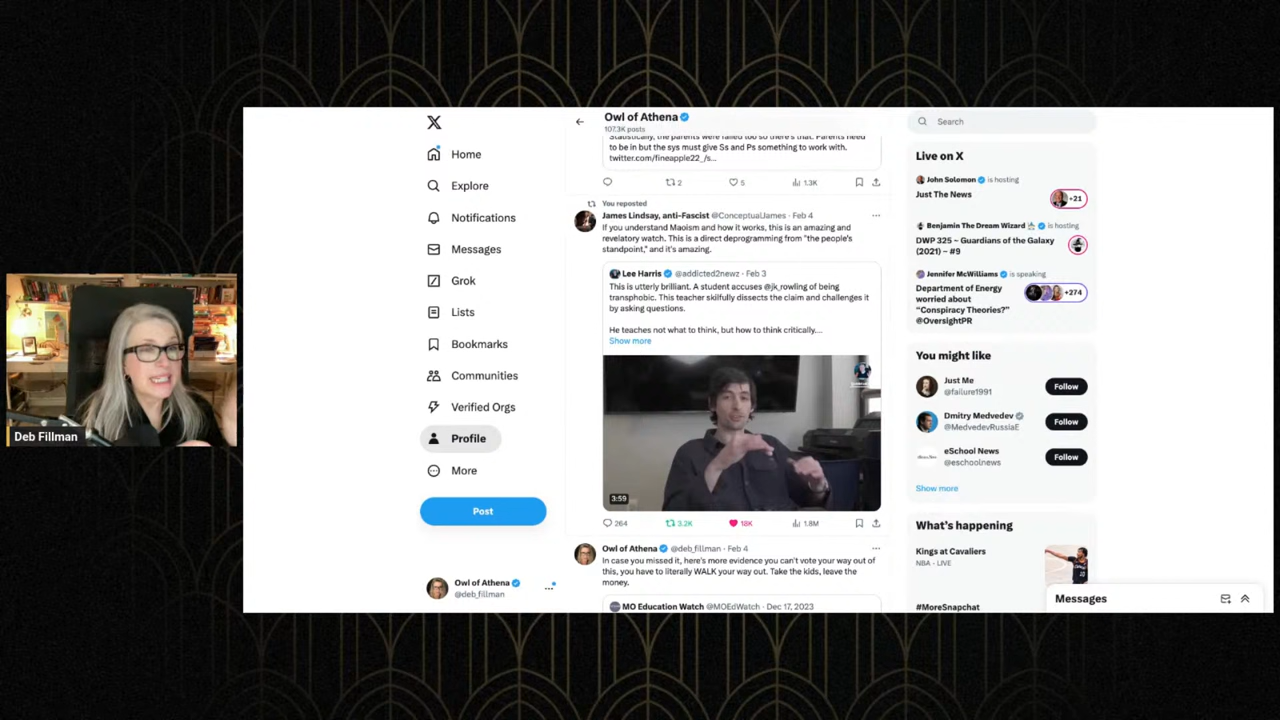 Deb Fillman
Home
Explore
Notifications
Messages
Grok
Lists
Bookmarks
Communities
Verified Orgs
Profile
More
Post
Owl of Athena
@deb_fillman
Owl of Athena
107.3K posts
Statistically, the parents were failed too so there's that. Parents need
to be in but the sys must give Ss and Ps something to work with.
twitter.com/fineapple22_/s...
2
5
1.3K
You reposted
James Lindsay, anti-Fascist @ConceptualJames · Feb 4
If you understand Maoism and how it works, this is an amazing and
revelatory watch. This is a direct deprogramming from "the people's
standpoint," and it's amazing.
Lee Harris @addicted2newz · Feb 3
This is utterly brilliant. A student accuses @jk_rowling of being
transphobic. This teacher skilfully dissects the claim and challenges it
by asking questions.
He teaches not what to think, but how to think critically....
Show more
3:59
264
3.2K
18K
1.8M
Owl of Athena @deb_fillman · Feb 4
In case you missed it, here's more evidence you can't vote your way out of
this, you have to literally WALK your way out. Take the kids, leave the
money.
MO Education Watch @MOEdWatch · Dec 17, 2023
Search
Live on X
John Solomon is hosting
Just The News
+21
Benjamin The Dream Wizard is hosting
DWP 325 – Guardians of the Galaxy
(2021) – #9
Jennifer McWilliams is speaking
Department of Energy
worried about
"Conspiracy Theories?"
@OversightPR
+274
You might like
Just Me
@failure1991
Follow
Dmitry Medvedev
@MedvedevRussiaE
Follow
eSchool News
@eschoolnews
Follow
Show more
What's happening
Kings at Cavaliers
NBA · LIVE
#MoreSnapchat
Messages